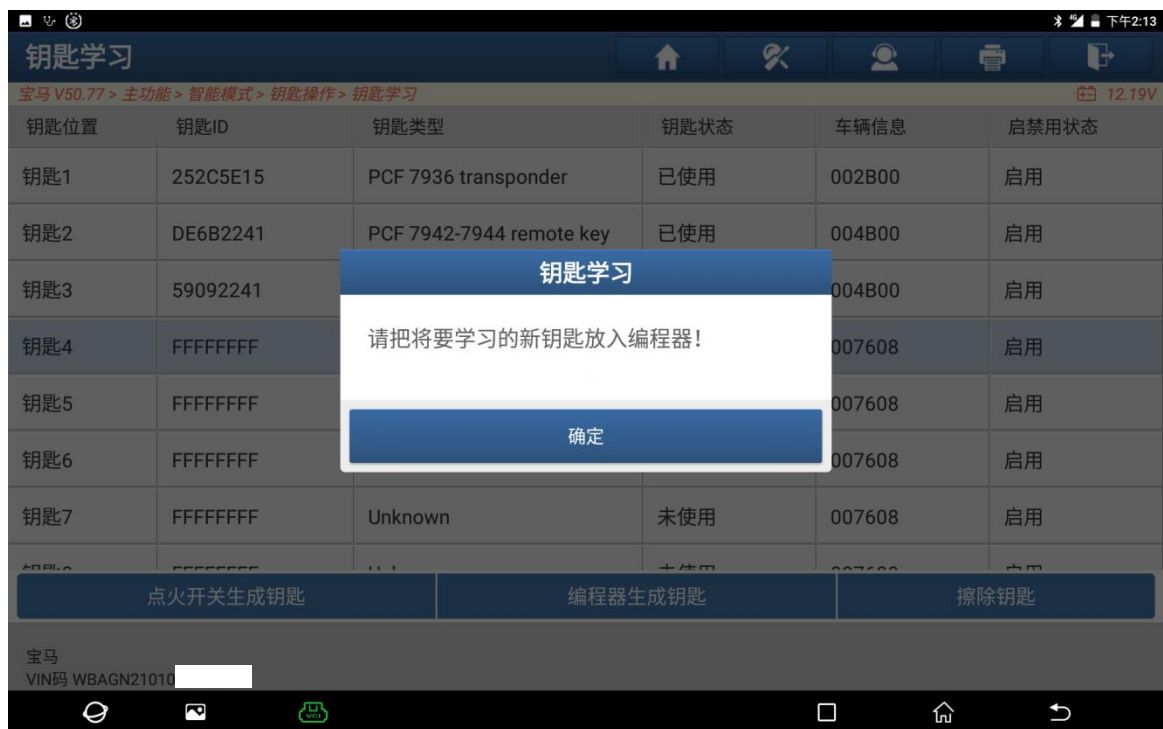 4G 下午2:13
钥匙学习
宝马 V50.77 > 主功能 > 智能模式 > 钥匙操作 > 钥匙学习 12.19V
钥匙位置 钥匙ID 钥匙类型 钥匙状态 车辆信息 启禁用状态
钥匙1 252C5E15 PCF 7936 transponder 已使用 002B00 启用
钥匙2 DE6B2241 PCF 7942-7944 remote key 已使用 004B00 启用
钥匙学习
钥匙3 59092241 004B00 启用
请把将要学习的新钥匙放入编程器!
钥匙4 FFFFFFFF 007608 启用
钥匙5 FFFFFFFF 007608 启用
确定
钥匙6 FFFFFFFF 007608 启用
钥匙7 FFFFFFFF Unknown 未使用 007608 启用
点火开关生成钥匙 编程器生成钥匙 擦除钥匙
宝马
VIN码 WBAGN21010
VCI